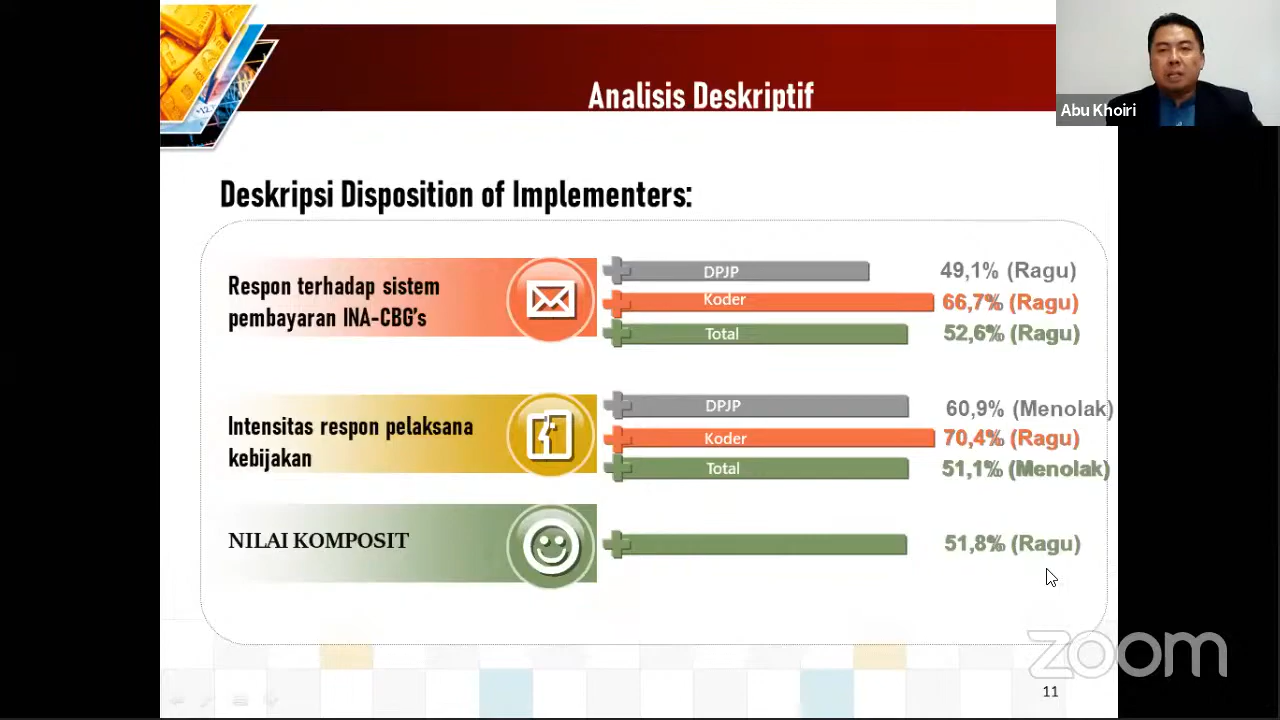 Analisis Deskriptif
Abu Khoiri
Deskripsi Disposition of Implementers:
Respon terhadap sistem
pembayaran INA-CBG's
DPJP 49,1% (Ragu)
Koder 66,7% (Ragu)
Total 52,6% (Ragu)
Intensitas respon pelaksana
kebijakan
DPJP 60,9% (Menolak)
Koder 70,4% (Ragu)
Total 51,1% (Menolak)
NILAI KOMPOSIT
51,8% (Ragu)
zoom
11